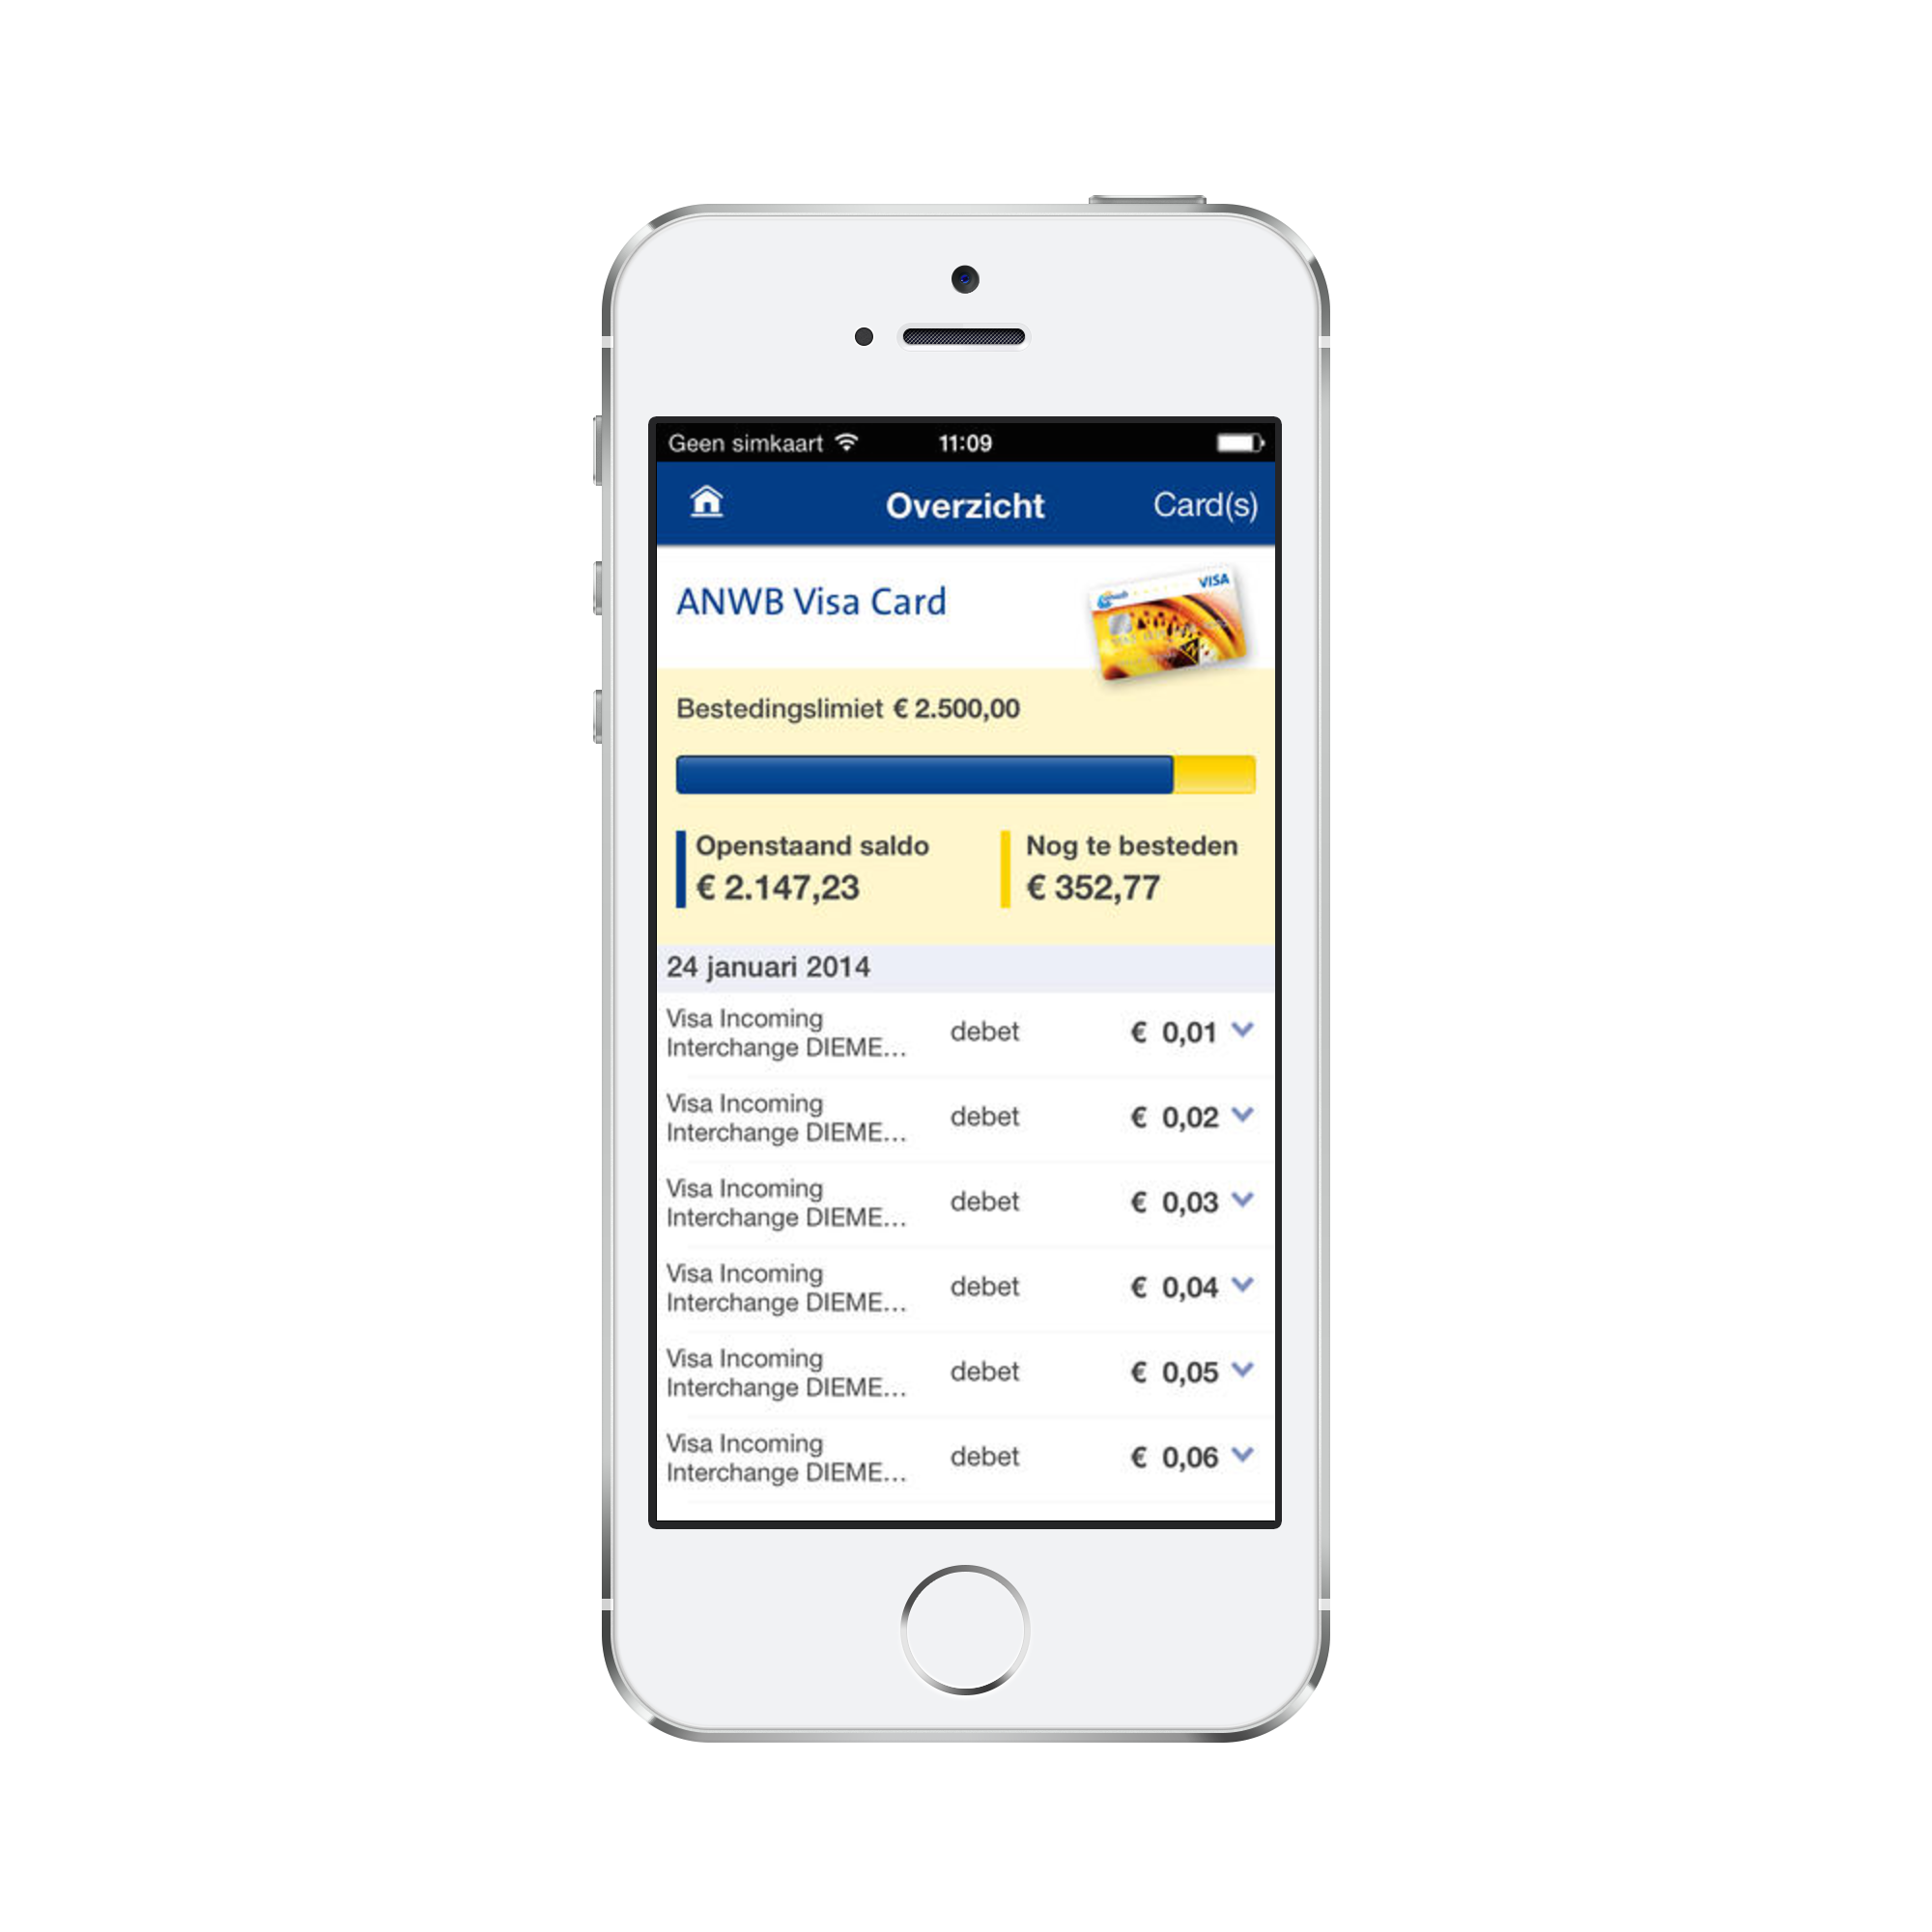 Geen simkaart 11:09
Overzicht Card(s)
ANWB Visa Card
VISA
Bestedingslimiet € 2.500,00
Openstaand saldo Nog te besteden
€ 2.147,23 € 352,77
24 januari 2014
Visa Incoming
Interchange DIEME... debet € 0,01
Visa Incoming
Interchange DIEME... debet € 0,02
Visa Incoming
Interchange DIEME... debet € 0,03
Visa Incoming
Interchange DIEME... debet € 0,04
Visa Incoming
Interchange DIEME... debet € 0,05
Visa Incoming
Interchange DIEME... debet € 0,06